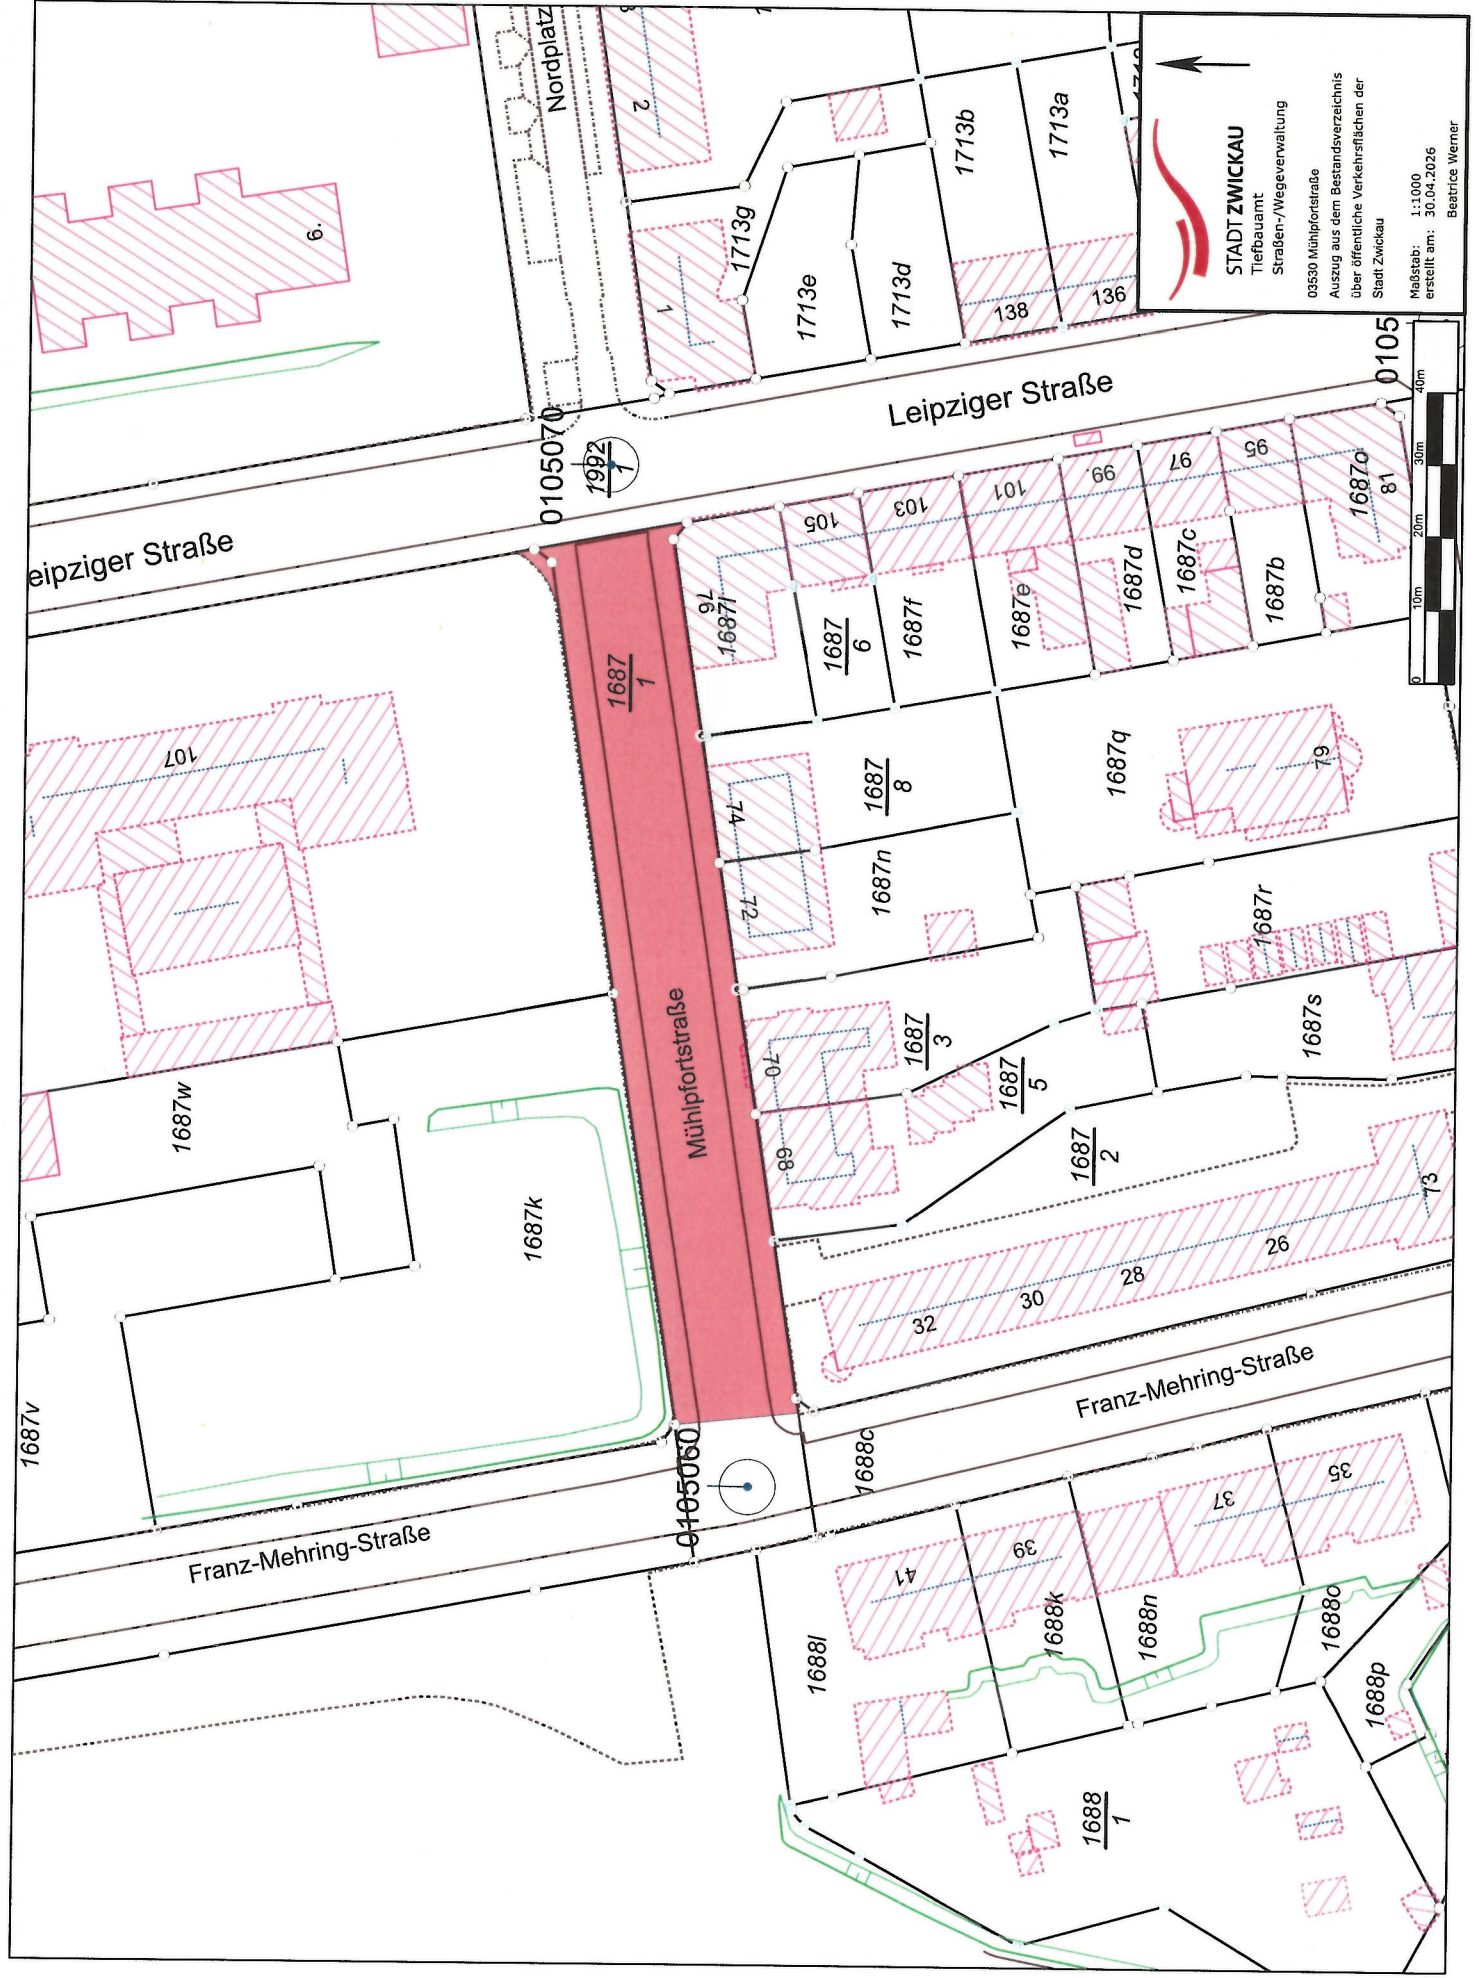 STADT ZWICKAU
Tiefbauamt
Straßen-/Wegeverwaltung
03530 Mühlpfortstraße
Auszug aus dem Bestandsverzeichnis
über öffentliche Verkehrsflächen der
Stadt Zwickau
Maßstab: 1:1000
erstellt am: 30.04.2026
Beatrice Werner
0
10m
20m
30m
40m
Nordplatz
2
1
6.
1713g
1713e
1713d
1713b
1713a
138
136
Leipziger Straße
eipziger Straße
0105070
1992
1
0105
1687
1
Mühlpfortstraße
107
76
1687l
105
103
101
99
97
95
81
1687o
1687
6
1687f
1687e
1687d
1687c
1687b
74
72
1687
8
1687n
1687q
79
70
68
1687
3
1687
5
1687
2
1687r
1687s
13
26
28
30
32
1687w
1687k
1687v
Franz-Mehring-Straße
Franz-Mehring-Straße
0105060
1688c
41
39
37
35
1688l
1688k
1688n
1688o
1688p
1688
1